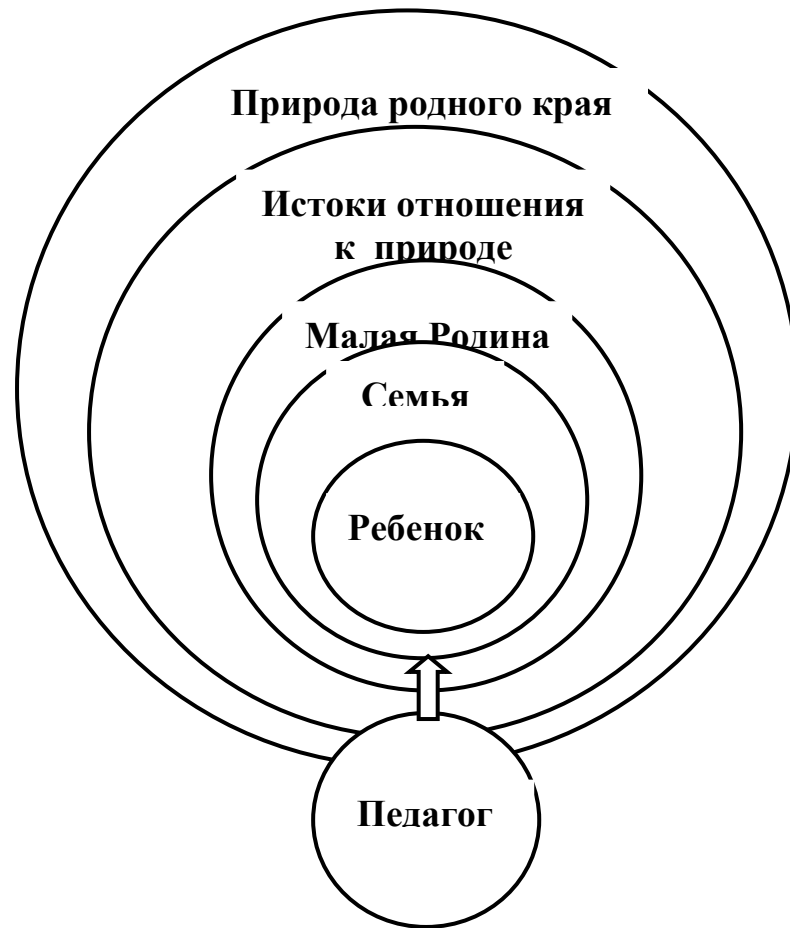 Природа родного края
Истоки отношения
к природе
Малая Родина
Семья
Ребенок
Педагог